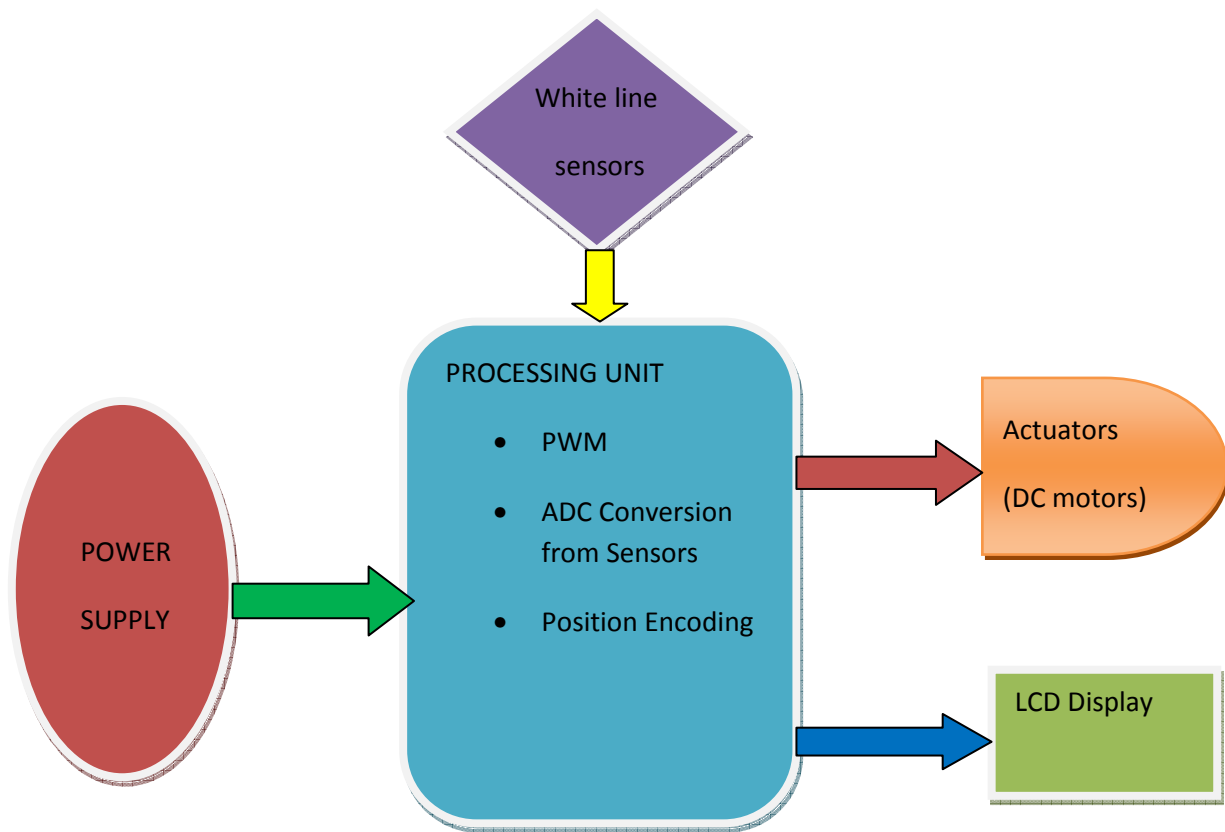 White line
sensors
PROCESSING UNIT
• PWM
• ADC Conversion
from Sensors
• Position Encoding
POWER
SUPPLY
Actuators
(DC motors)
LCD Display